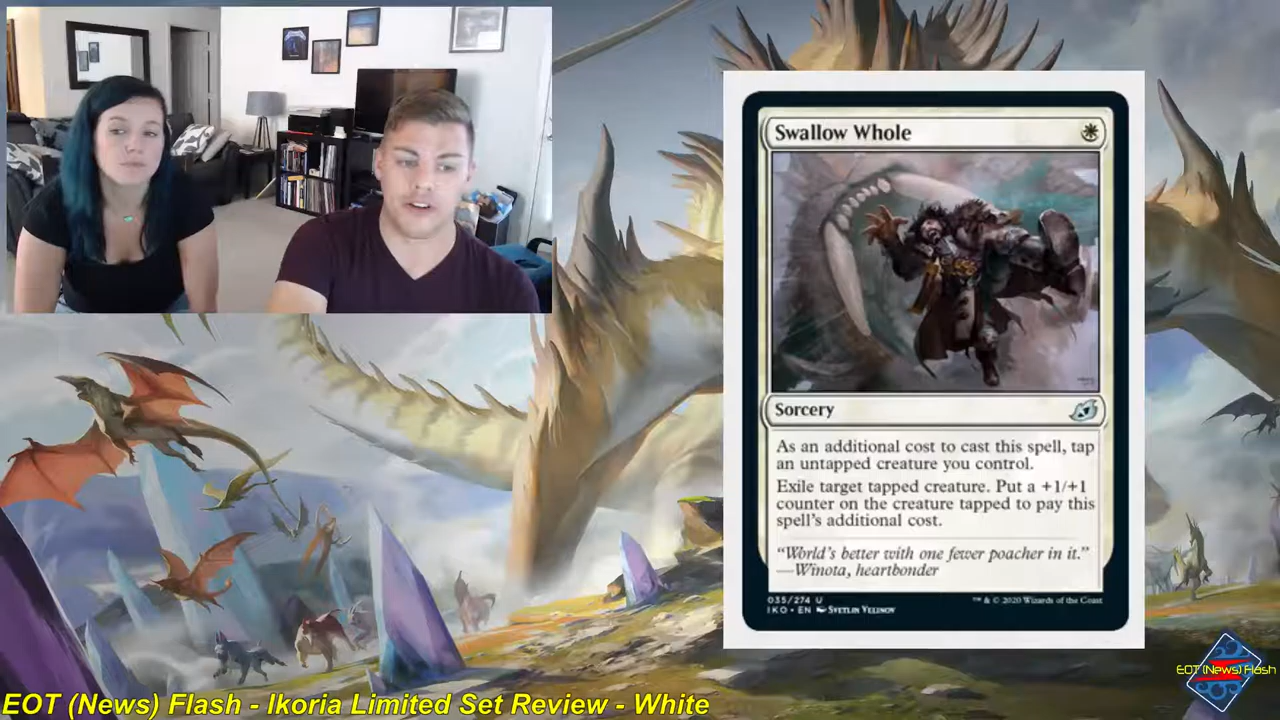 Swallow Whole
Sorcery
As an additional cost to cast this spell, tap
an untapped creature you control.
Exile target tapped creature. Put a +1/+1
counter on the creature tapped to pay this
spell's additional cost.
"World's better with one fewer poacher in it."
—Winota, heartbonder
035/274 U
IKO • EN Svetlin Velinov
™ & © 2020 Wizards of the Coast
EOT (News) Flash
EOT (News) Flash - Ikoria Limited Set Review - White